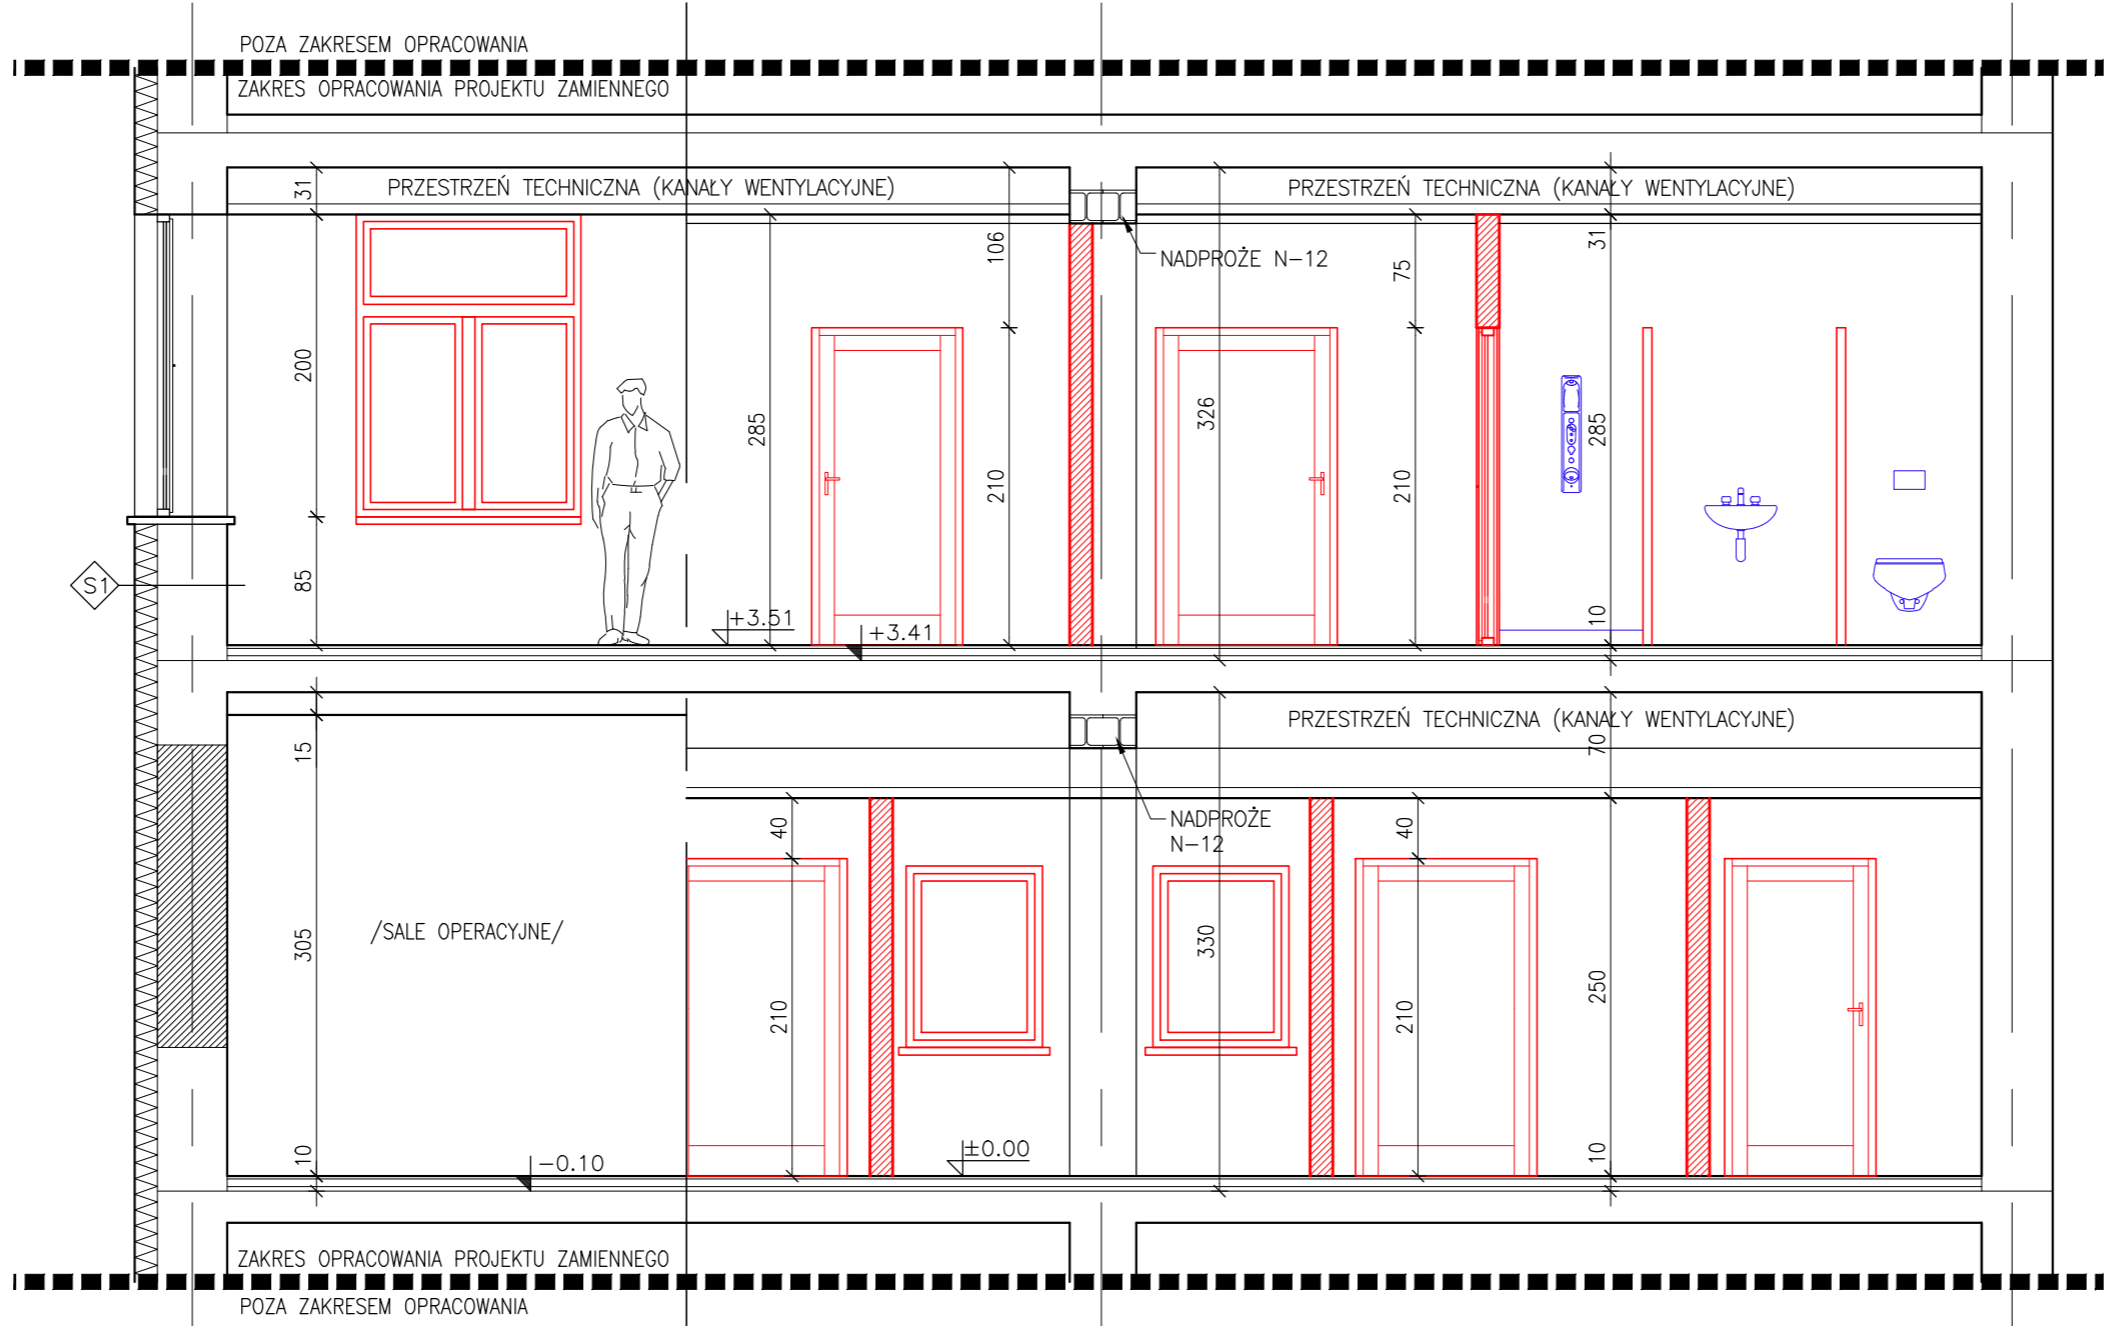 POZA ZAKRESEM OPRACOWANIA
ZAKRES OPRACOWANIA PROJEKTU ZAMIENNEGO
31
PRZESTRZEŃ TECHNICZNA (KANAŁY WENTYLACYJNE)
PRZESTRZEŃ TECHNICZNA (KANAŁY WENTYLACYJNE)
106
NADPROŻE N-12
75
31
200
285
326
285
210
210
S1
85
+3.51
+3.41
10
PRZESTRZEŃ TECHNICZNA (KANAŁY WENTYLACYJNE)
15
70
40
NADPROŻE
N-12
40
/SALE OPERACYJNE/
305
330
250
210
210
10
-0.10
±0.00
10
ZAKRES OPRACOWANIA PROJEKTU ZAMIENNEGO
POZA ZAKRESEM OPRACOWANIA